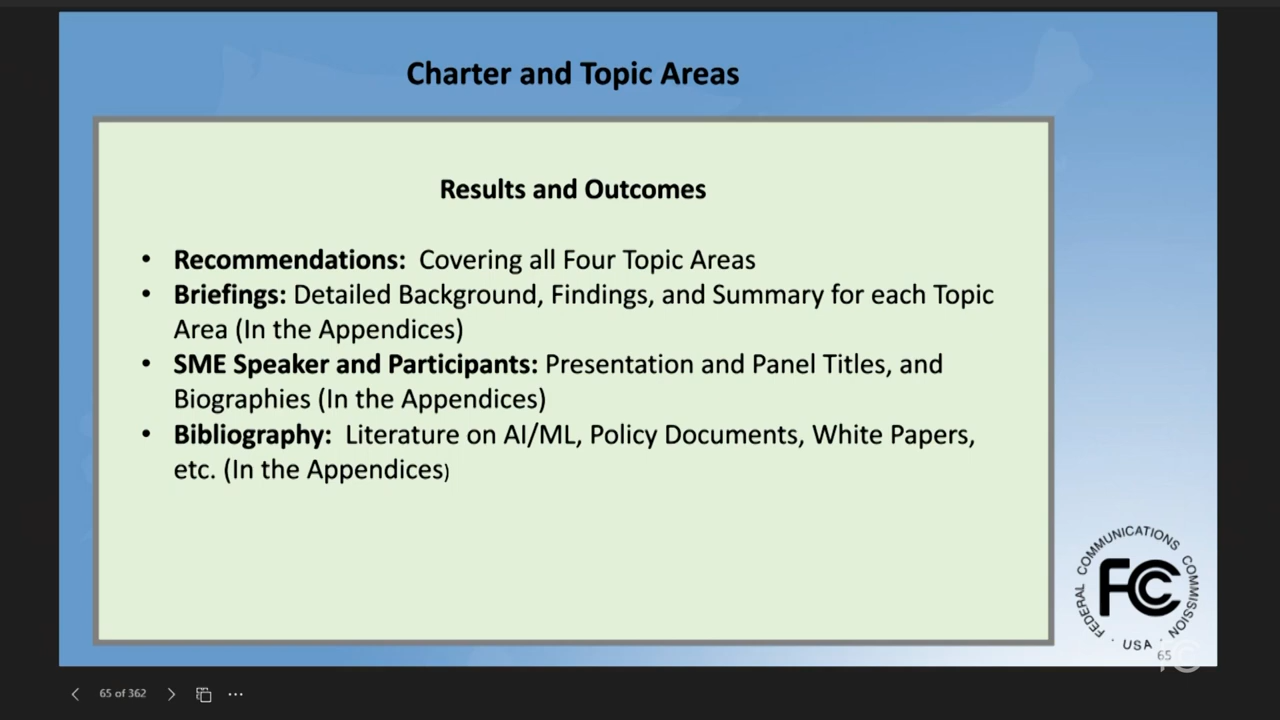 Charter and Topic Areas
Results and Outcomes
• Recommendations: Covering all Four Topic Areas
• Briefings: Detailed Background, Findings, and Summary for each Topic
Area (In the Appendices)
• SME Speaker and Participants: Presentation and Panel Titles, and
Biographies (In the Appendices)
• Bibliography: Literature on AI/ML, Policy Documents, White Papers,
etc. (In the Appendices)
FEDERAL COMMUNICATIONS COMMISSION
FCC
· USA ·
65
65 of 362